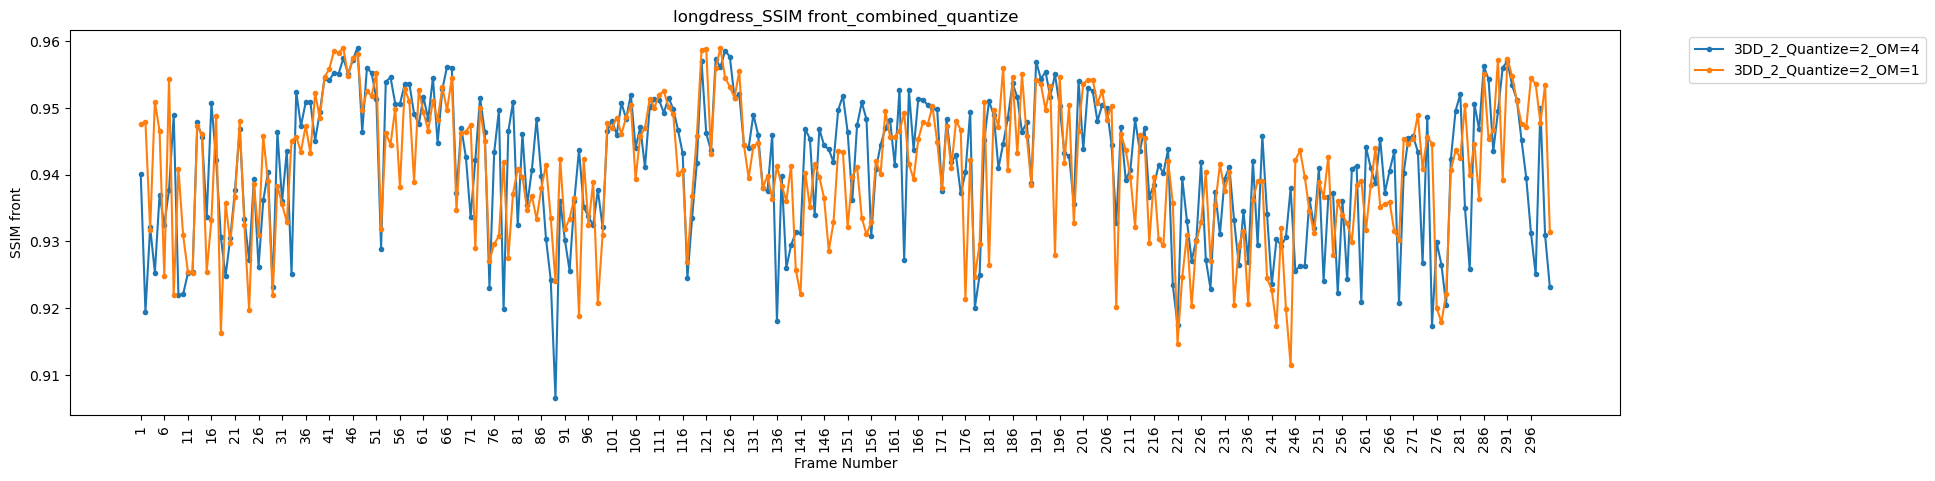 longdress_SSIM front_combined_quantize
3DD_2_Quantize=2_OM=4
3DD_2_Quantize=2_OM=1
SSIM front
0.96
0.95
0.94
0.93
0.92
0.91
1 6 11 16 21 26 31 36 41 46 51 56 61 66 71 76 81 86 91 96 101 106 111 116 121 126 131 136 141 146 151 156 161 166 171 176 181 186 191 196 201 206 211 216 221 226 231 236 241 246 251 256 261 266 271 276 281 286 291 296
Frame Number